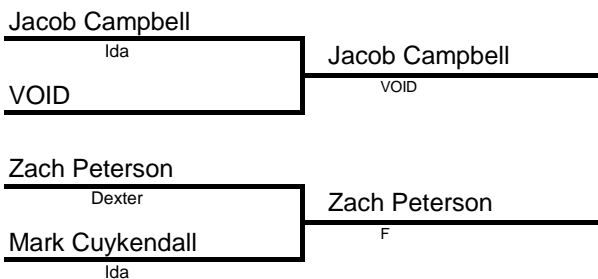 Jacob Campbell
Ida
VOID
Jacob Campbell
VOID
Zach Peterson
Dexter
Mark Cuykendall
Ida
Zach Peterson
F